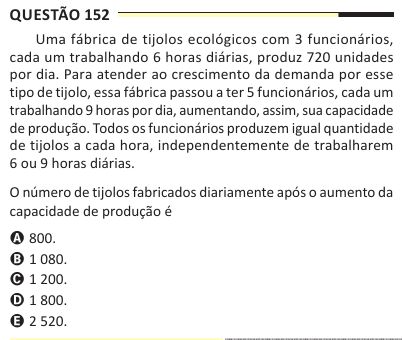 QUESTÃO 152
Uma fábrica de tijolos ecológicos com 3 funcionários,
cada um trabalhando 6 horas diárias, produz 720 unidades
por dia. Para atender ao crescimento da demanda por esse
tipo de tijolo, essa fábrica passou a ter 5 funcionários, cada um
trabalhando 9 horas por dia, aumentando, assim, sua capacidade
de produção. Todos os funcionários produzem igual quantidade
de tijolos a cada hora, independentemente de trabalharem
6 ou 9 horas diárias.
O número de tijolos fabricados diariamente após o aumento da
capacidade de produção é
A 800.
B 1 080.
C 1 200.
D 1 800.
E 2 520.